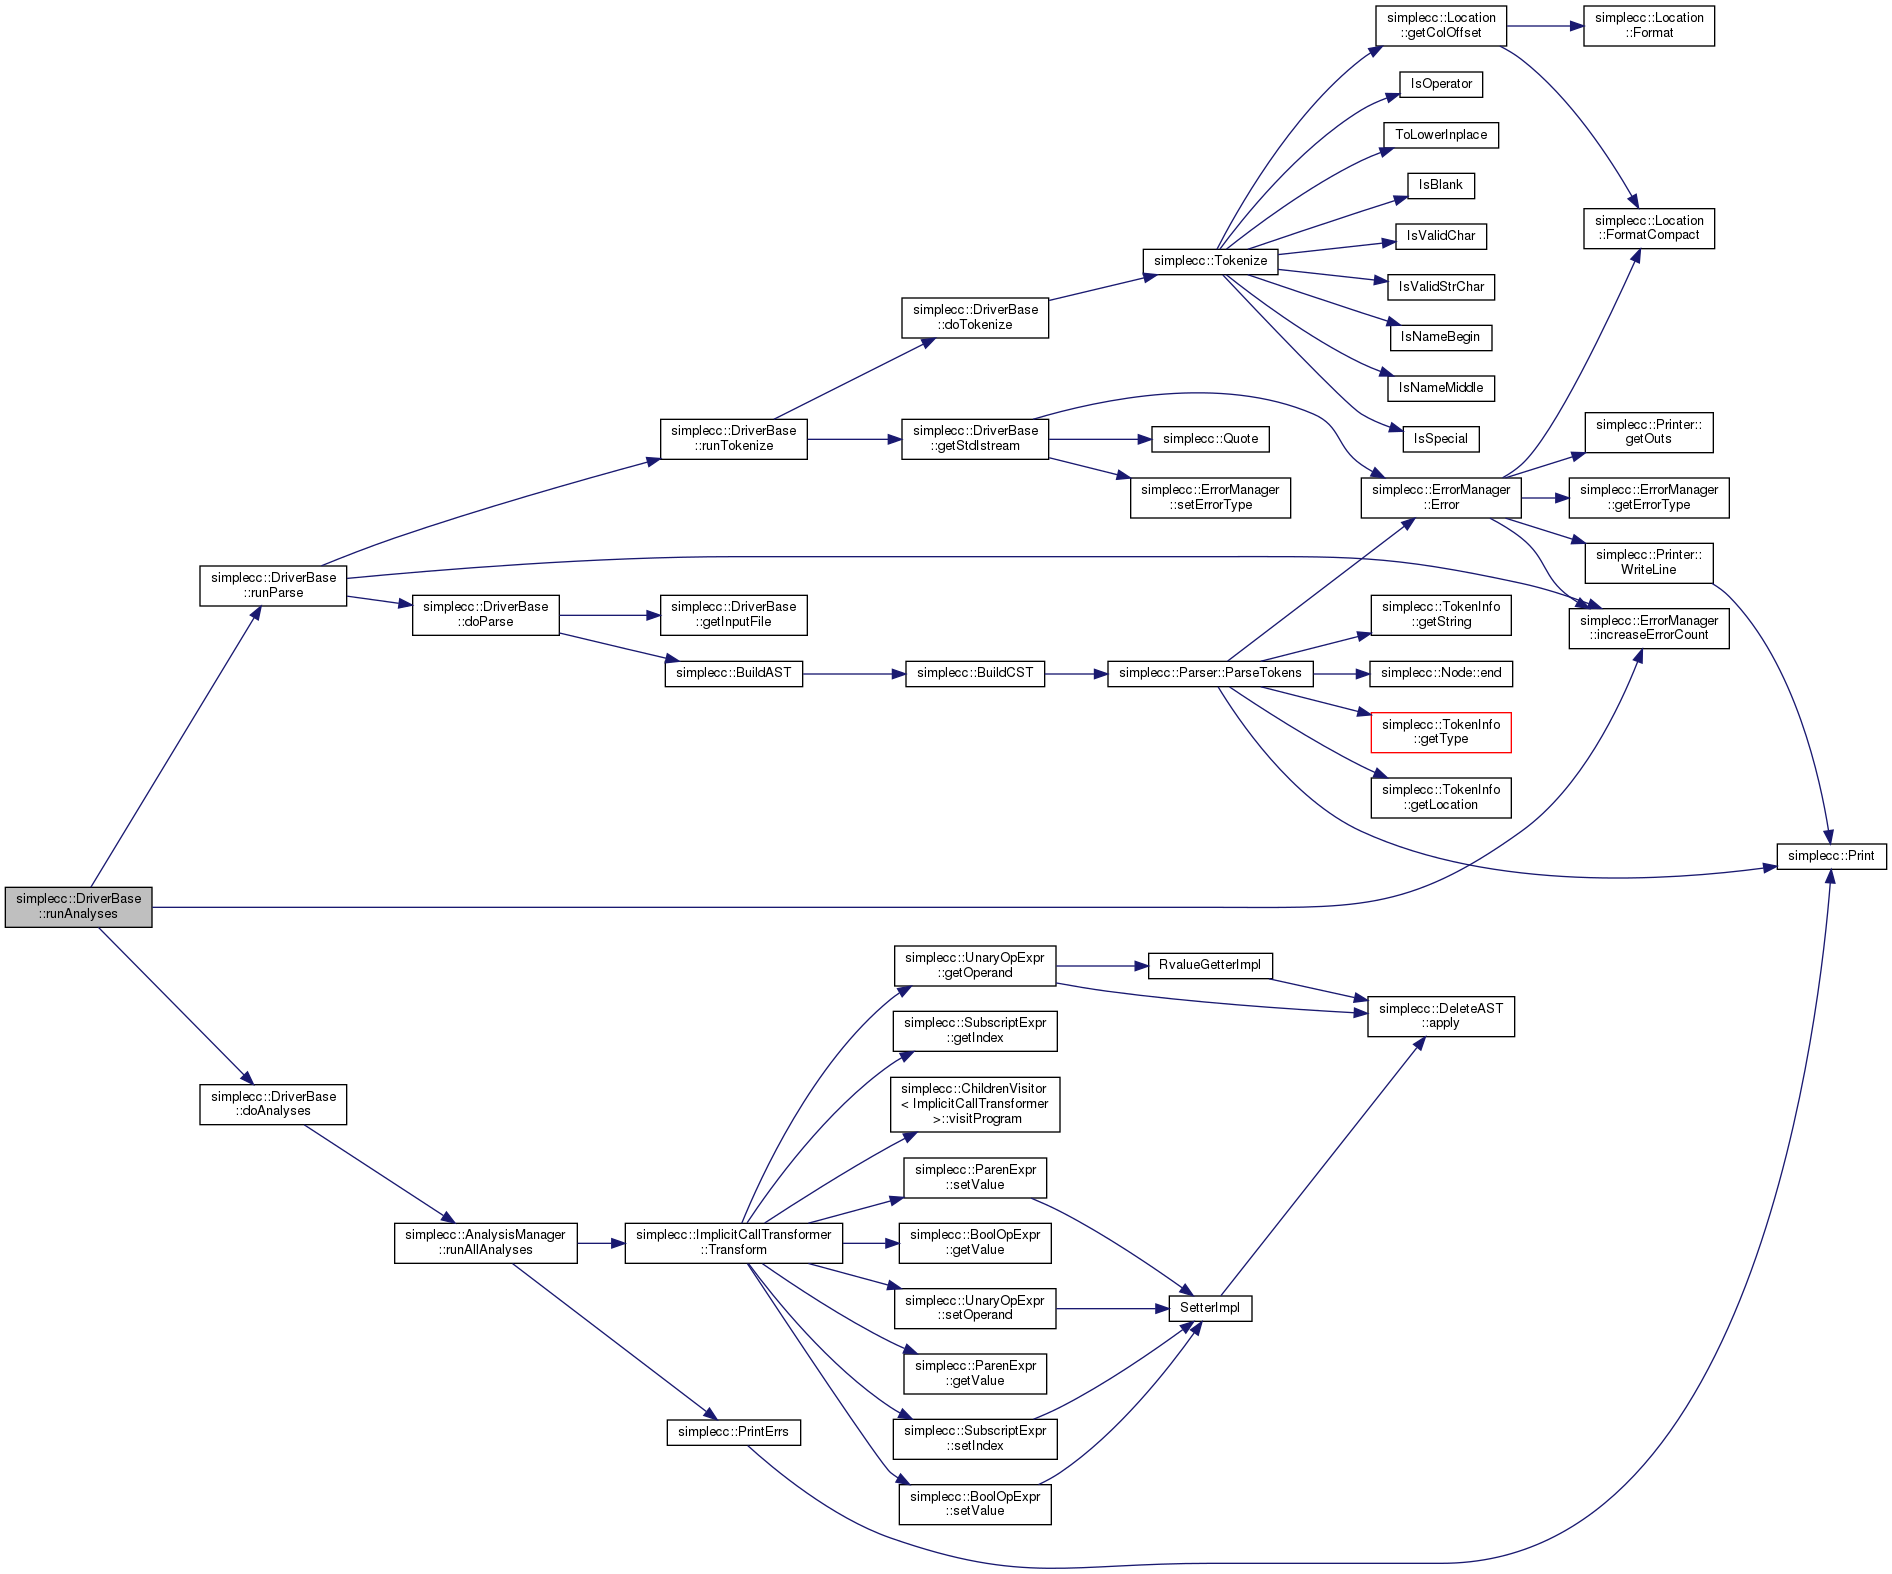 simplecc::Location
::getColOffset
simplecc::Location
::Format
IsOperator
ToLowerInplace
IsBlank
simplecc::Location
::FormatCompact
IsValidChar
simplecc::Tokenize
IsValidStrChar
simplecc::DriverBase
::doTokenize
IsNameBegin
IsNameMiddle
simplecc::DriverBase
::runTokenize
simplecc::DriverBase
::getStdIstream
simplecc::Quote
IsSpecial
simplecc::Printer::
getOuts
simplecc::ErrorManager
::setErrorType
simplecc::ErrorManager
::Error
simplecc::ErrorManager
::getErrorType
simplecc::Printer::
WriteLine
simplecc::DriverBase
::runParse
simplecc::DriverBase
::doParse
simplecc::DriverBase
::getInputFile
simplecc::TokenInfo
::getString
simplecc::ErrorManager
::increaseErrorCount
simplecc::BuildAST
simplecc::BuildCST
simplecc::Parser::ParseTokens
simplecc::Node::end
simplecc::TokenInfo
::getType
simplecc::TokenInfo
::getLocation
simplecc::Print
simplecc::DriverBase
::runAnalyses
simplecc::UnaryOpExpr
::getOperand
RvalueGetterImpl
simplecc::DeleteAST
::apply
simplecc::SubscriptExpr
::getIndex
simplecc::DriverBase
::doAnalyses
simplecc::ChildrenVisitor
< ImplicitCallTransformer
>::visitProgram
simplecc::ParenExpr
::setValue
simplecc::AnalysisManager
::runAllAnalyses
simplecc::ImplicitCallTransformer
::Transform
simplecc::BoolOpExpr
::getValue
simplecc::UnaryOpExpr
::setOperand
SetterImpl
simplecc::ParenExpr
::getValue
simplecc::PrintErrs
simplecc::SubscriptExpr
::setIndex
simplecc::BoolOpExpr
::setValue